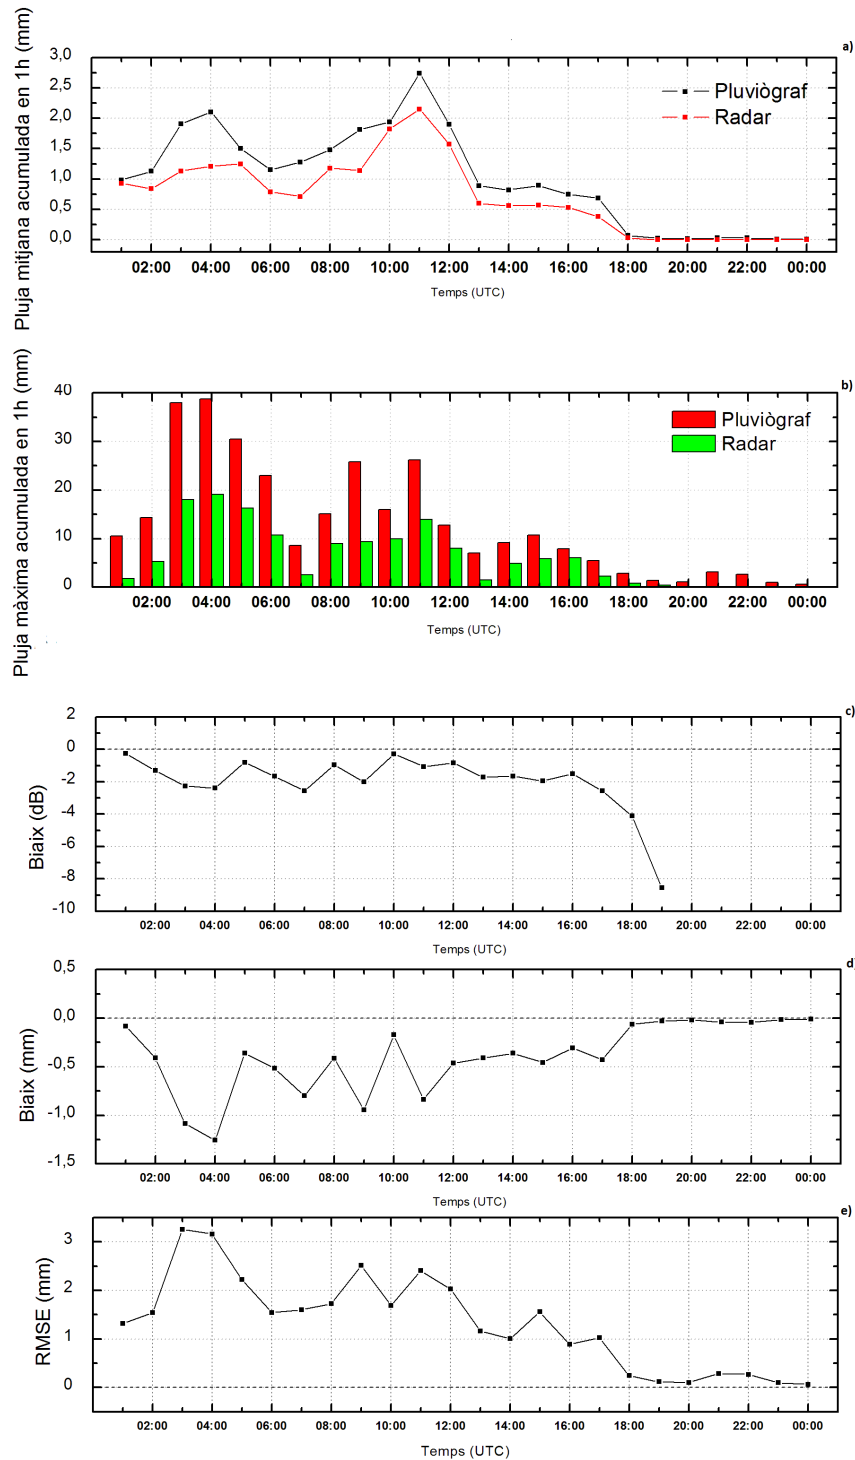 a)
Pluja mitjana acumulada en 1h (mm)
3,0
2,5
2,0
1,5
1,0
0,5
0,0
Pluviògraf
Radar
02:00 04:00 06:00 08:00 10:00 12:00 14:00 16:00 18:00 20:00 22:00 00:00
Temps (UTC)
b)
Pluja màxima acumulada en 1h (mm)
40
30
20
10
0
Pluviògraf
Radar
02:00 04:00 06:00 08:00 10:00 12:00 14:00 16:00 18:00 20:00 22:00 00:00
Temps (UTC)
c)
Biaix (dB)
2
0
-2
-4
-6
-8
-10
02:00 04:00 06:00 08:00 10:00 12:00 14:00 16:00 18:00 20:00 22:00 00:00
Temps (UTC)
d)
Biaix (mm)
0,5
0,0
-0,5
-1,0
-1,5
02:00 04:00 06:00 08:00 10:00 12:00 14:00 16:00 18:00 20:00 22:00 00:00
Temps (UTC)
e)
RMSE (mm)
3
2
1
0
02:00 04:00 06:00 08:00 10:00 12:00 14:00 16:00 18:00 20:00 22:00 00:00
Temps (UTC)